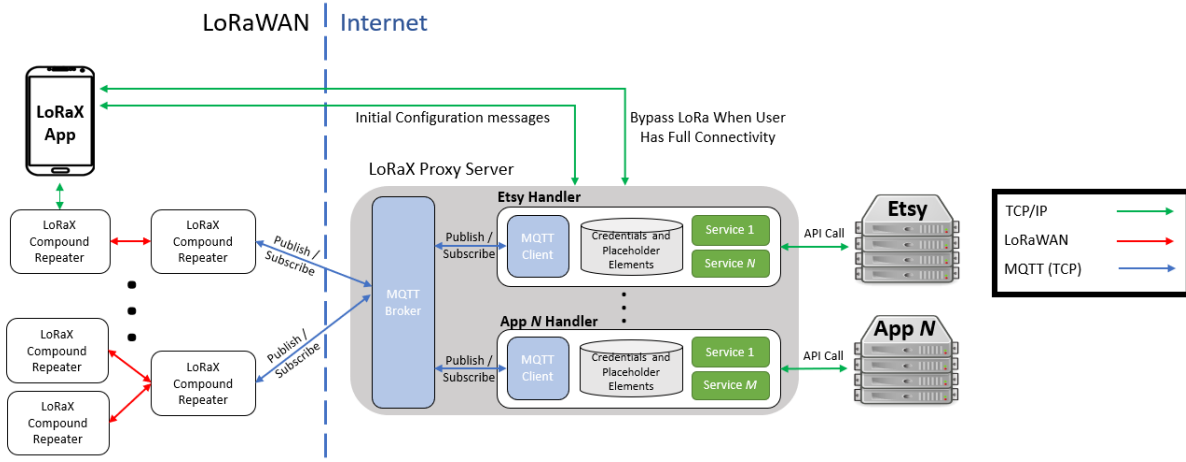 LoRaWAN
Internet
LoRaX
App
Initial Configuration messages
Bypass LoRa When User
Has Full Connectivity
LoRaX Proxy Server
LoRaX
Compound
Repeater
LoRaX
Compound
Repeater
Publish /
Subscribe
LoRaX
Compound
Repeater
LoRaX
Compound
Repeater
LoRaX
Compound
Repeater
Publish /
Subscribe
MQTT
Broker
Etsy Handler
Publish /
Subscribe
MQTT
Client
Credentials and
Placeholder
Elements
Service 1
Service N
API Call
Etsy
App N Handler
Publish /
Subscribe
MQTT
Client
Credentials and
Placeholder
Elements
Service 1
Service M
API Call
App N
TCP/IP
LoRaWAN
MQTT (TCP)